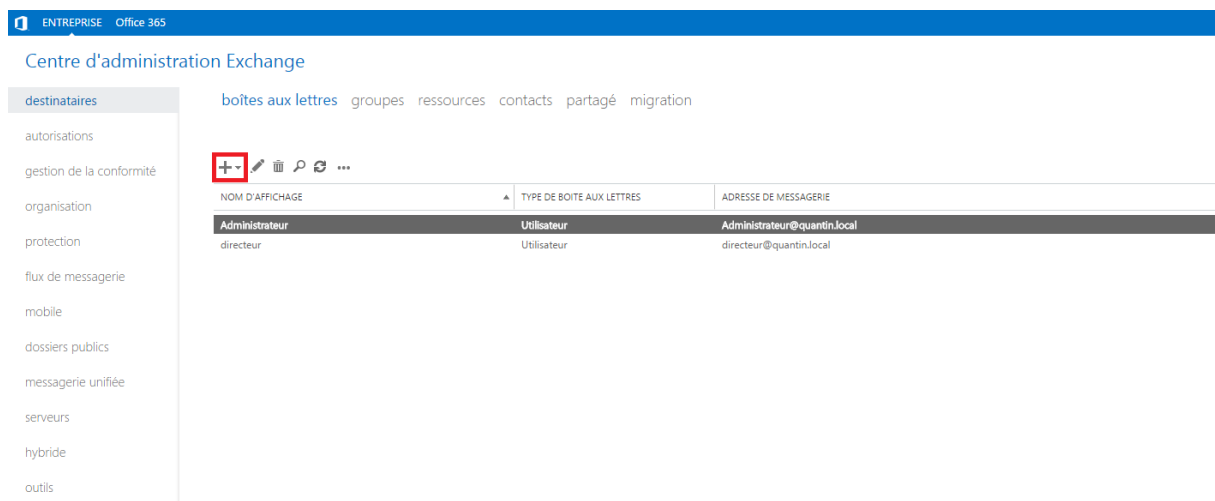 ENTREPRISE Office 365
Centre d'administration Exchange
destinataires
autorisations
gestion de la conformité
organisation
protection
flux de messagerie
mobile
dossiers publics
messagerie unifiée
serveurs
hybride
outils
boîtes aux lettres groupes ressources contacts partagé migration
NOM D'AFFICHAGE TYPE DE BOITE AUX LETTRES ADRESSE DE MESSAGERIE
Administrateur Utilisateur Administrateur@quantin.local
directeur Utilisateur directeur@quantin.local